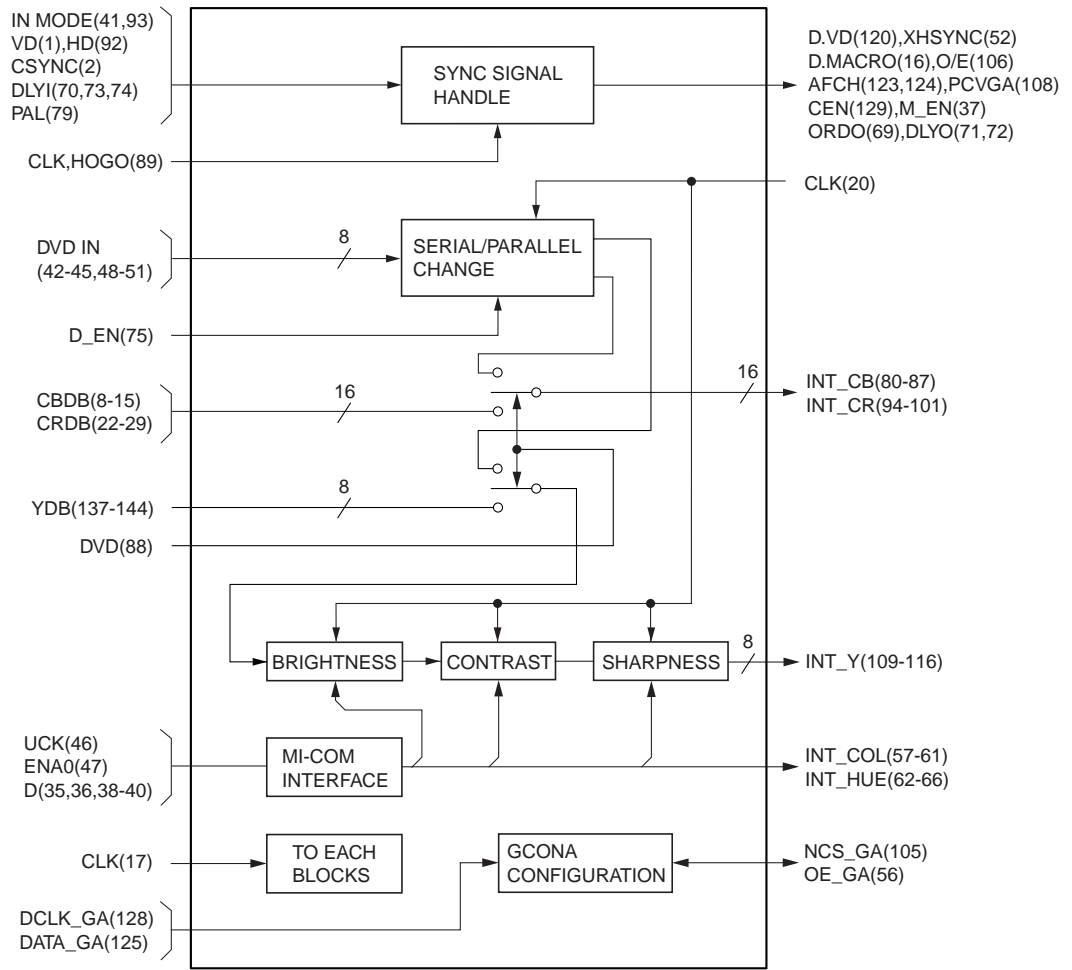 IN MODE(41,93)
VD(1),HD(92)
CSYNC(2)
DLYI(70,73,74)
PAL(79)
SYNC SIGNAL
HANDLE
D.VD(120),XHSYNC(52)
D.MACRO(16),O/E(106)
AFCH(123,124),PCVGA(108)
CEN(129),M_EN(37)
ORDO(69),DLYO(71,72)
CLK,HOGO(89)
CLK(20)
DVD IN
(42-45,48-51)
8
SERIAL/PARALLEL
CHANGE
D_EN(75)
CBDB(8-15)
CRDB(22-29)
16
16
INT_CB(80-87)
INT_CR(94-101)
YDB(137-144)
8
DVD(88)
BRIGHTNESS
CONTRAST
SHARPNESS
8
INT_Y(109-116)
UCK(46)
ENA0(47)
D(35,36,38-40)
MI-COM
INTERFACE
INT_COL(57-61)
INT_HUE(62-66)
CLK(17)
TO EACH
BLOCKS
GCONA
CONFIGURATION
NCS_GA(105)
OE_GA(56)
DCLK_GA(128)
DATA_GA(125)